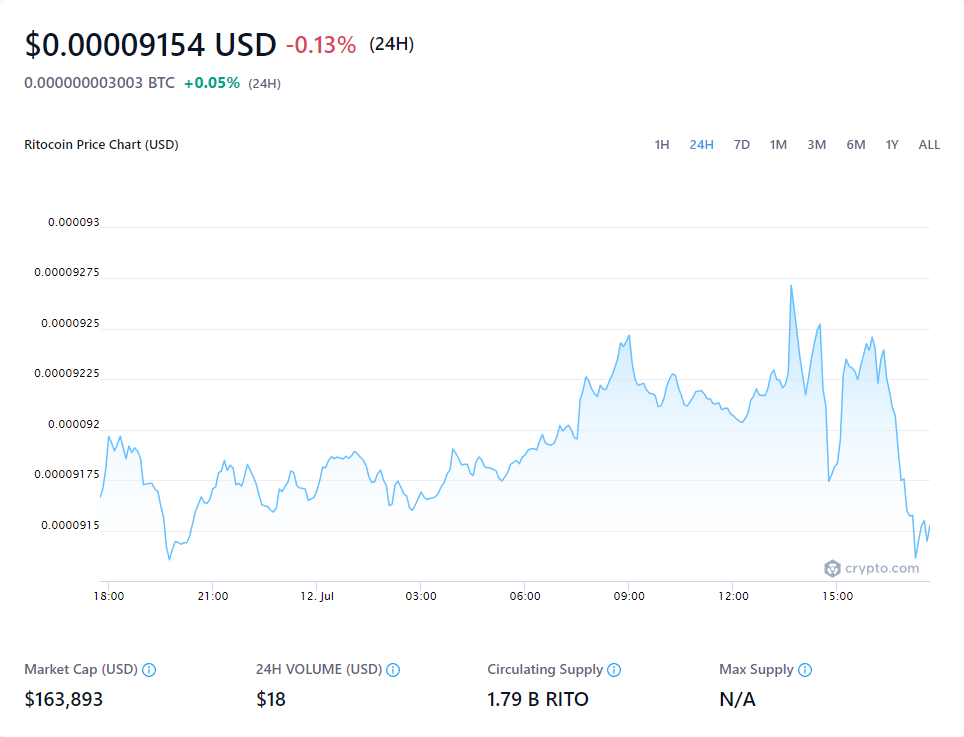 $0.00009154 USD -0.13% (24H)
0.000000003003 BTC +0.05% (24H)
Ritocoin Price Chart (USD) 1H 24H 7D 1M 3M 6M 1Y ALL
0.000093
0.00009275
0.0000925
0.00009225
0.000092
0.00009175
0.0000915
crypto.com
18:00 21:00 12. Jul 03:00 06:00 09:00 12:00 15:00
Market Cap (USD) 24H VOLUME (USD) Circulating Supply Max Supply
$163,893 $18 1.79 B RITO N/A